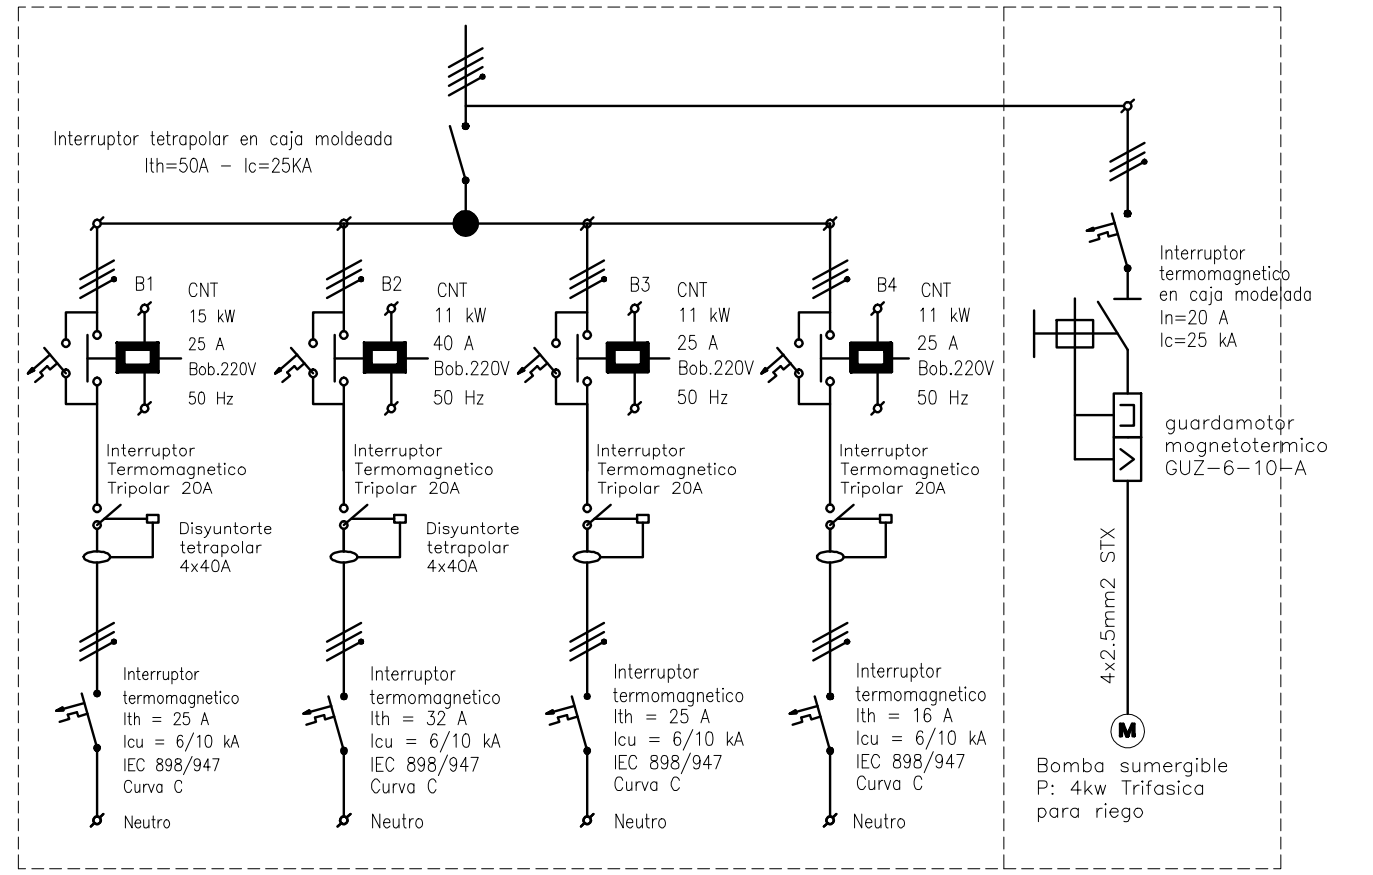 Interruptor tetrapolar en caja moldeada
Ith=50A - Ic=25KA
B1
CNT
15 kW
25 A
Bob.220V
50 Hz
Interruptor
Termomagnetico
Tripolar 20A
Disyuntorte
tetrapolar
4x40A
Interruptor
termomagnetico
Ith = 25 A
Icu = 6/10 kA
IEC 898/947
Curva C
Neutro
B2
CNT
11 kW
40 A
Bob.220V
50 Hz
Interruptor
Termomagnetico
Tripolar 20A
Disyuntorte
tetrapolar
4x40A
Interruptor
termomagnetico
Ith = 32 A
Icu = 6/10 kA
IEC 898/947
Curva C
Neutro
B3
CNT
11 kW
25 A
Bob.220V
50 Hz
Interruptor
Termomagnetico
Tripolar 20A
Interruptor
termomagnetico
Ith = 25 A
Icu = 6/10 kA
IEC 898/947
Curva C
Neutro
B4
CNT
11 kW
25 A
Bob.220V
50 Hz
Interruptor
Termomagnetico
Tripolar 20A
Interruptor
termomagnetico
Ith = 16 A
Icu = 6/10 kA
IEC 898/947
Curva C
Neutro
Interruptor
termomagnetico
en caja modelada
In=20 A
Ic=25 kA
guardamotor
mognetotermico
GUZ-6-10-A
4x2.5mm2 STX
M
Bomba sumergible
P: 4kw Trifasica
para riego